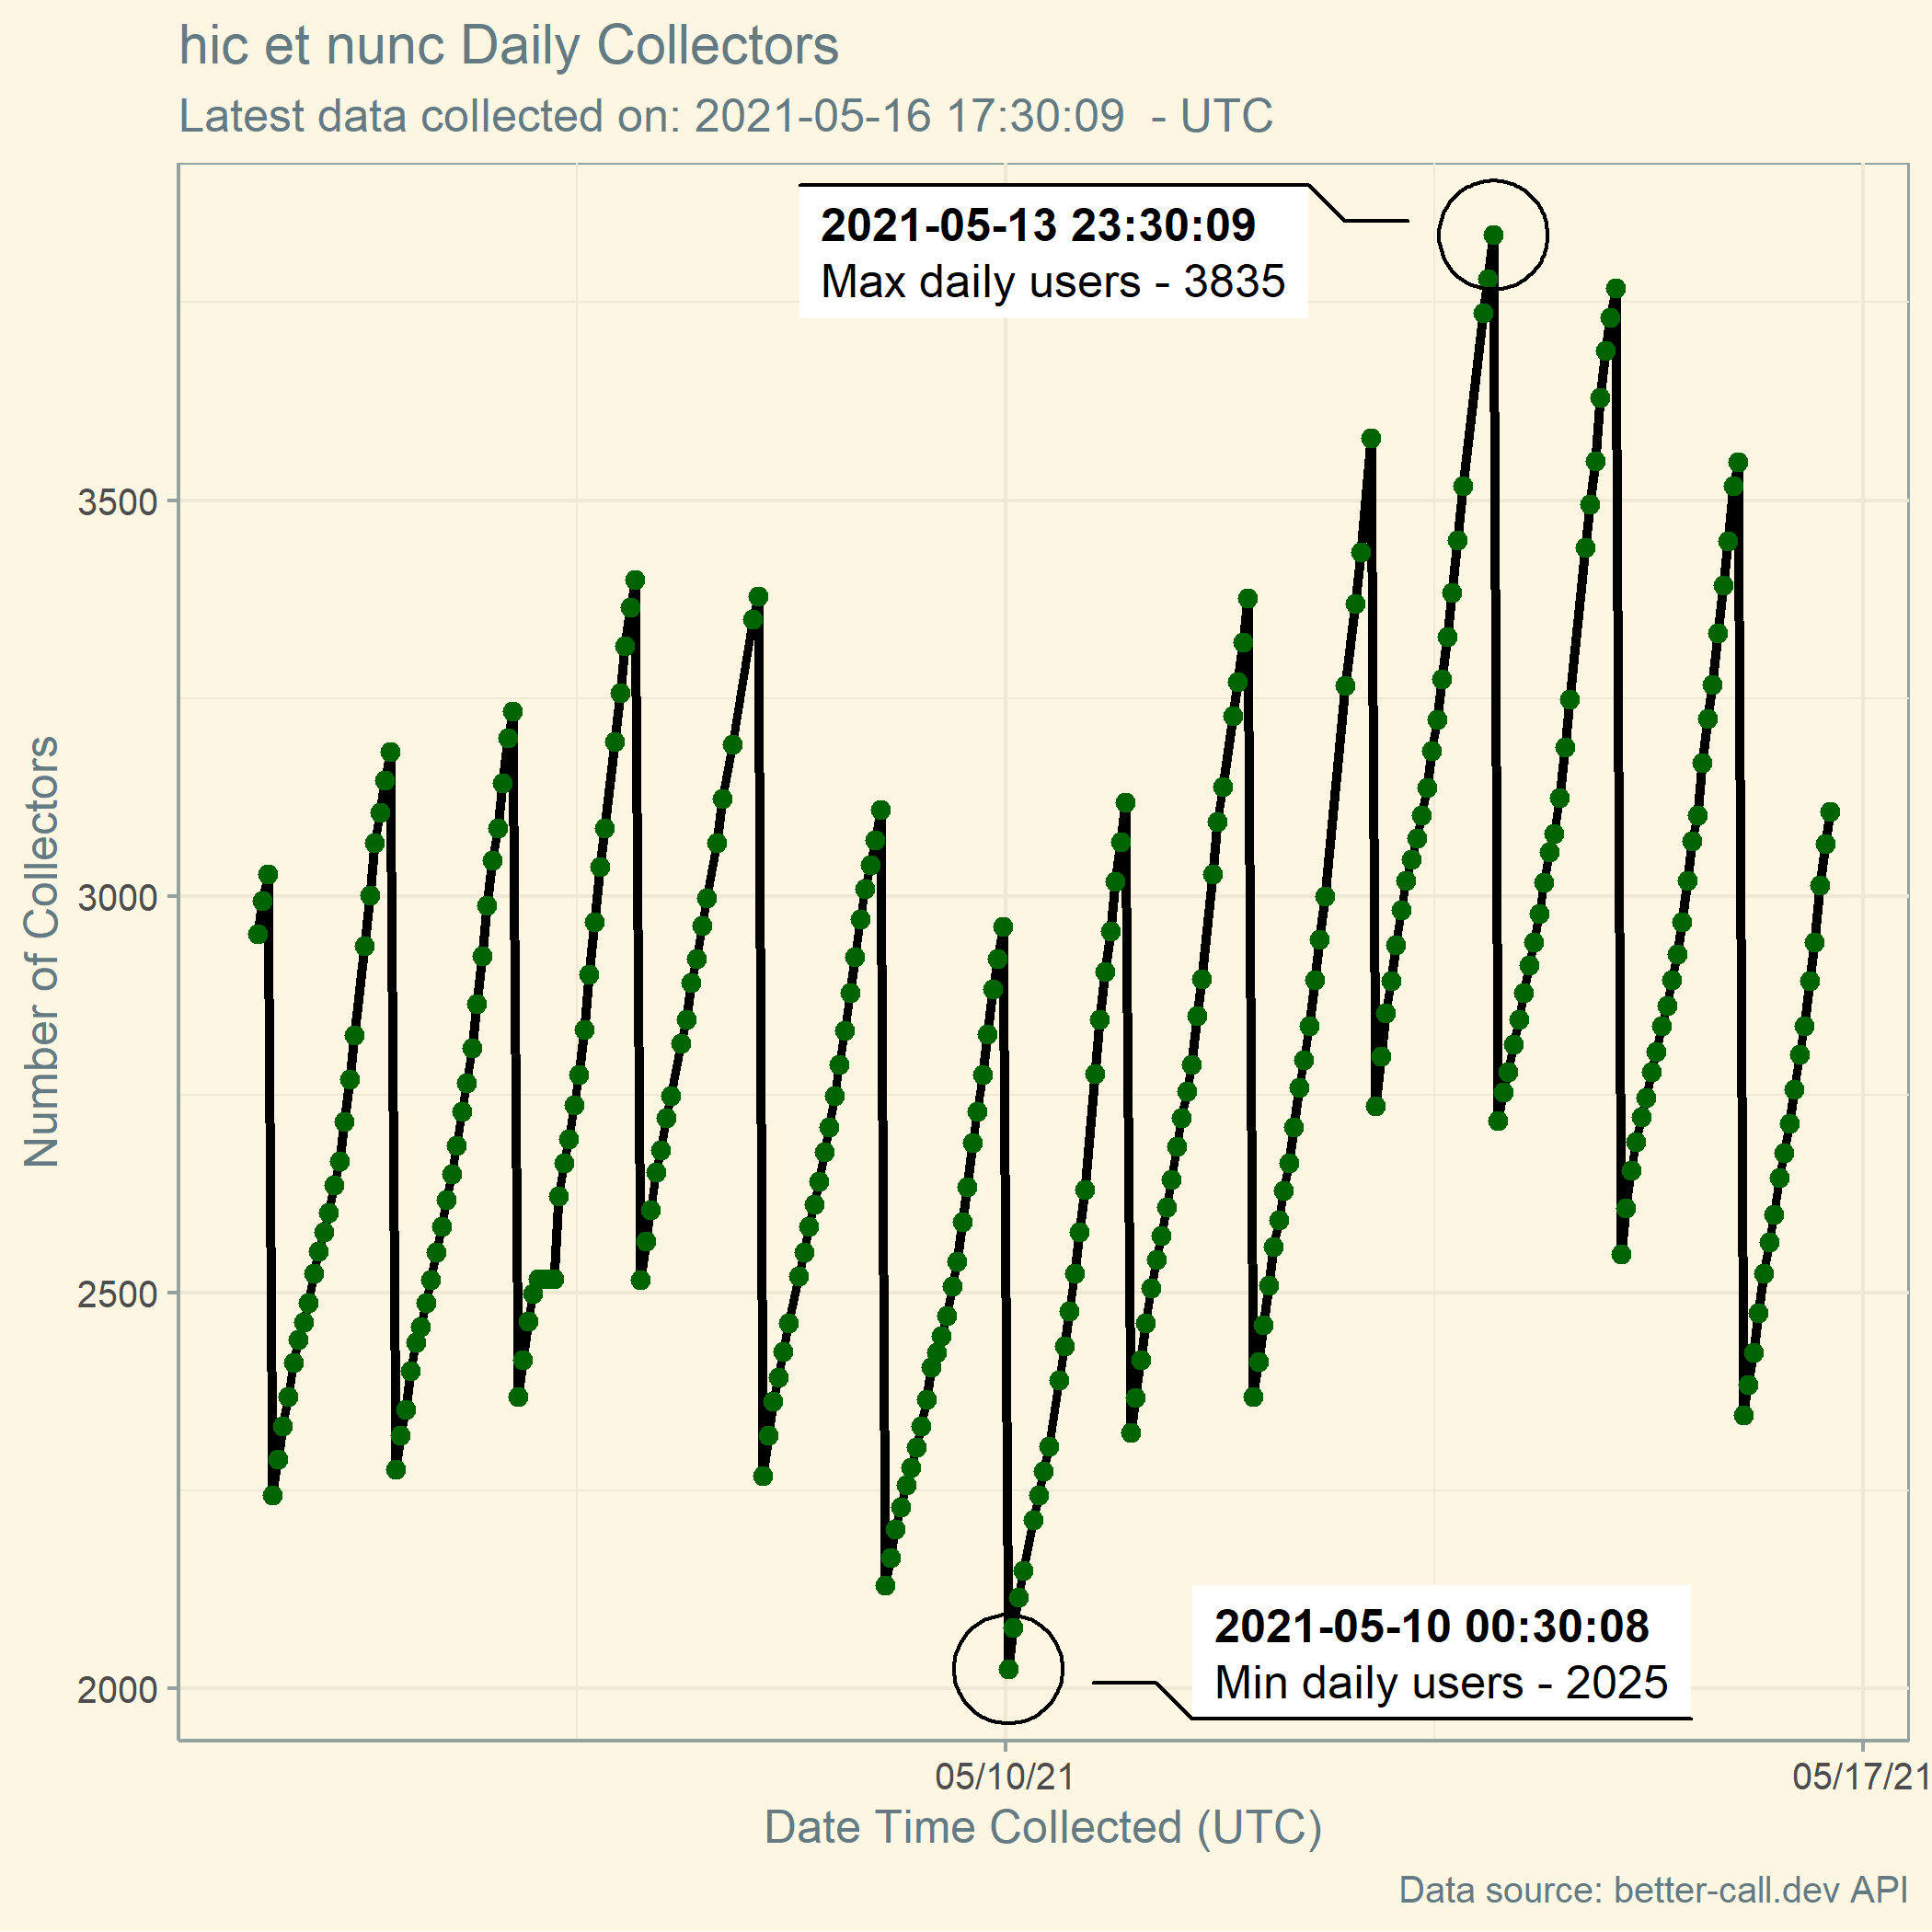 hic et nunc Daily Collectors
Latest data collected on: 2021-05-16 17:30:09  - UTC
2021-05-13 23:30:09
Max daily users - 3835
3500
3000
2500
2000
Number of Collectors
2021-05-10 00:30:08
Min daily users - 2025
05/10/21
05/17/21
Date Time Collected (UTC)
Data source: better-call.dev API